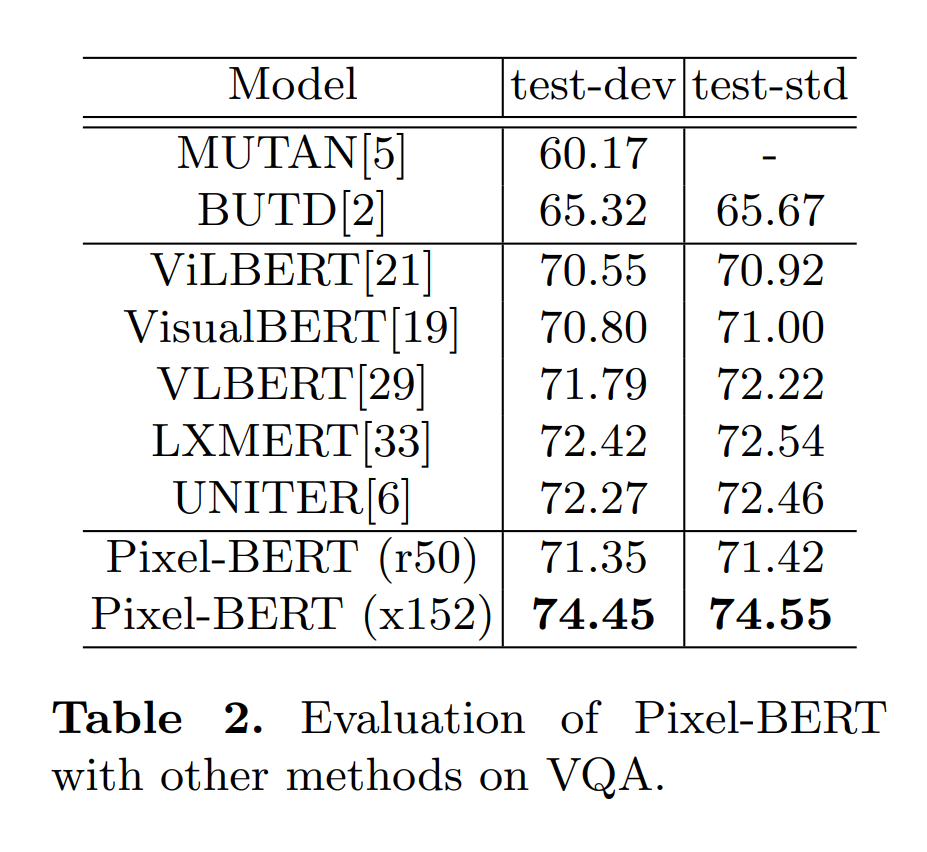 Model test-dev test-std
MUTAN[5] 60.17 -
BUTD[2] 65.32 65.67
ViLBERT[21] 70.55 70.92
VisualBERT[19] 70.80 71.00
VLBERT[29] 71.79 72.22
LXMERT[33] 72.42 72.54
UNITER[6] 72.27 72.46
Pixel-BERT (r50) 71.35 71.42
Pixel-BERT (x152) 74.45 74.55
Table 2. Evaluation of Pixel-BERT
with other methods on VQA.